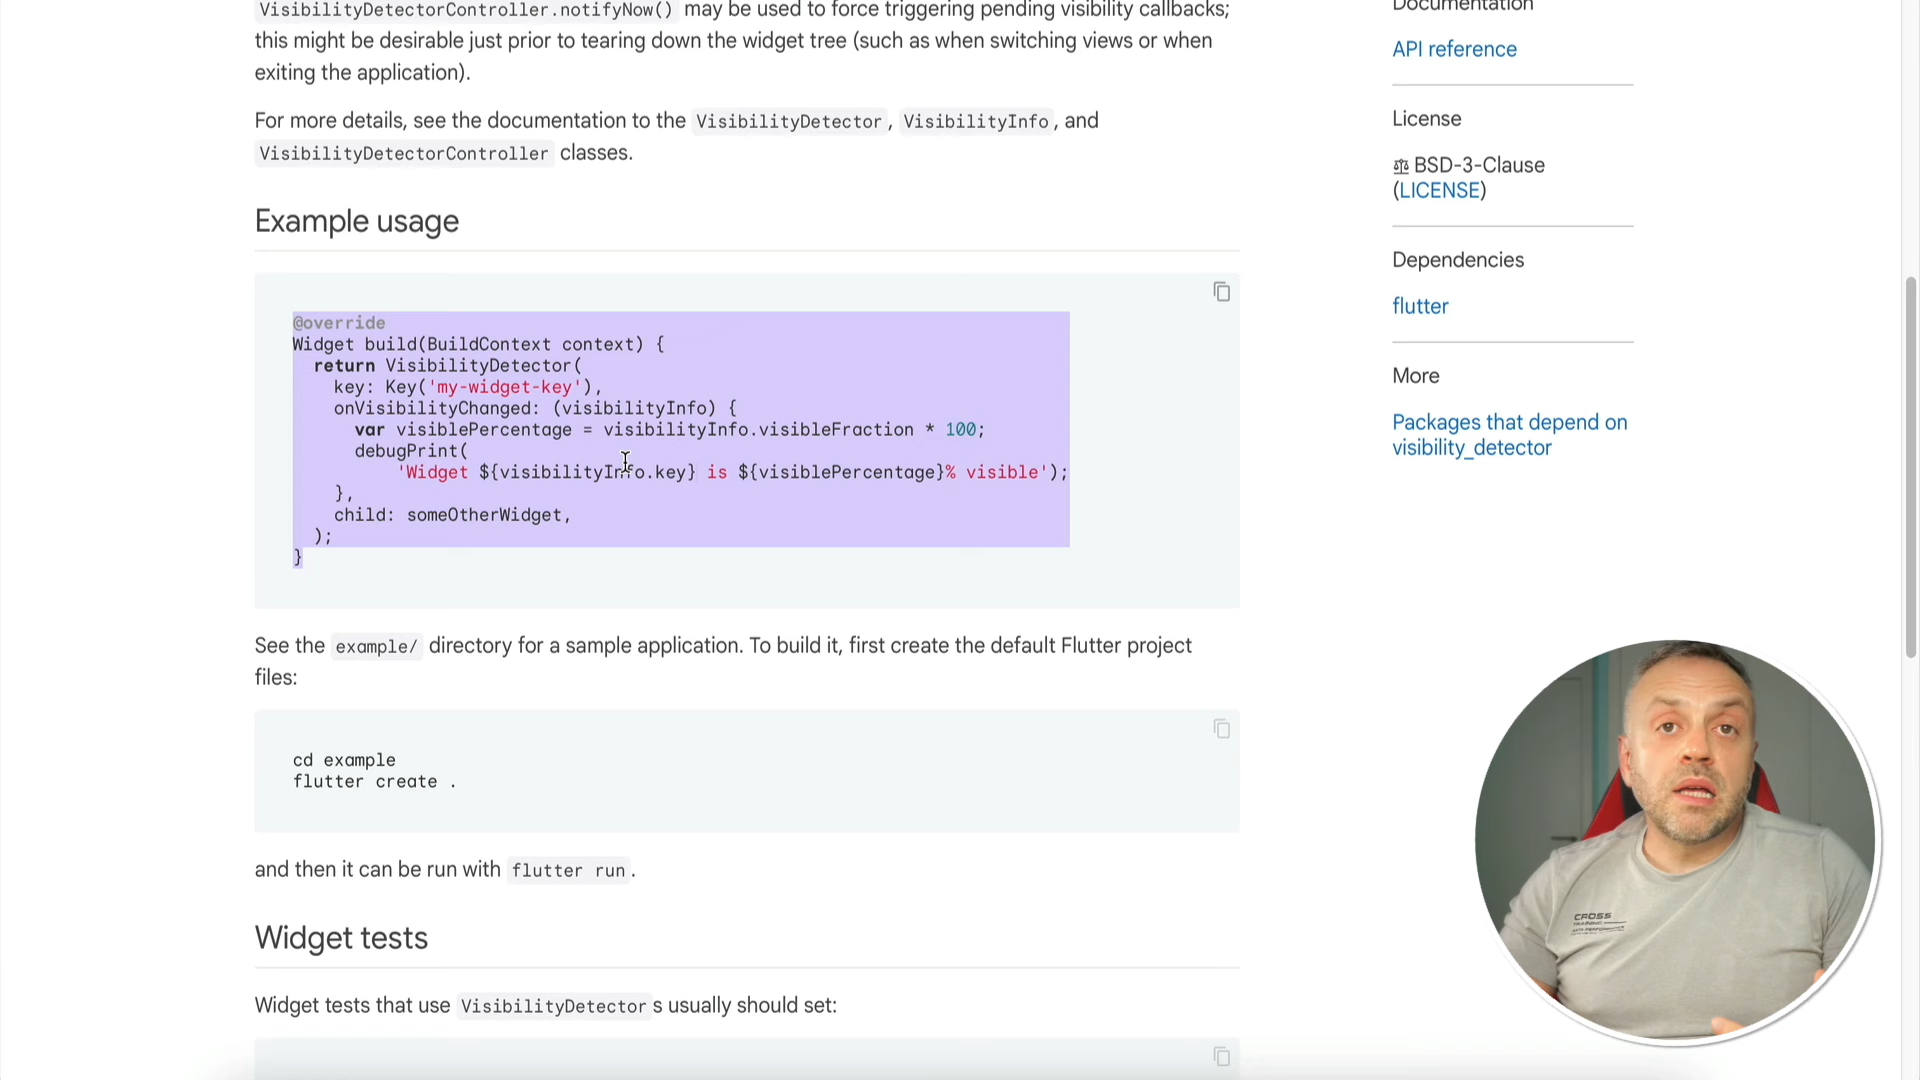 VisibilityDetectorController.notifyNow() may be used to force triggering pending visibility callbacks;
this might be desirable just prior to tearing down the widget tree (such as when switching views or when
exiting the application).
For more details, see the documentation to the VisibilityDetector, VisibilityInfo, and
VisibilityDetectorController classes.
Example usage
@override
Widget build(BuildContext context) {
  return VisibilityDetector(
    key: Key('my-widget-key'),
    onVisibilityChanged: (visibilityInfo) {
      var visiblePercentage = visibilityInfo.visibleFraction * 100;
      debugPrint(
          'Widget ${visibilityInfo.key} is ${visiblePercentage}% visible');
    },
    child: someOtherWidget,
  );
}
See the example/ directory for a sample application. To build it, first create the default Flutter project
files:
cd example
flutter create .
and then it can be run with flutter run.
Widget tests
Widget tests that use VisibilityDetectors usually should set:
Documentation
API reference
License
BSD-3-Clause
(LICENSE)
Dependencies
flutter
More
Packages that depend on
visibility_detector
CROSS